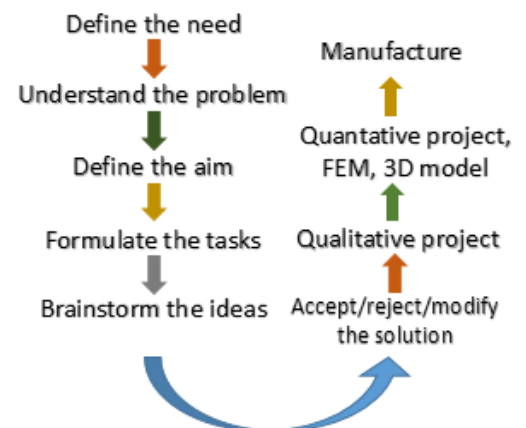 Define the need
Understand the problem
Define the aim
Formulate the tasks
Brainstorm the ideas
Accept/reject/modify
the solution
Qualitative project
Quantative project,
FEM, 3D model
Manufacture